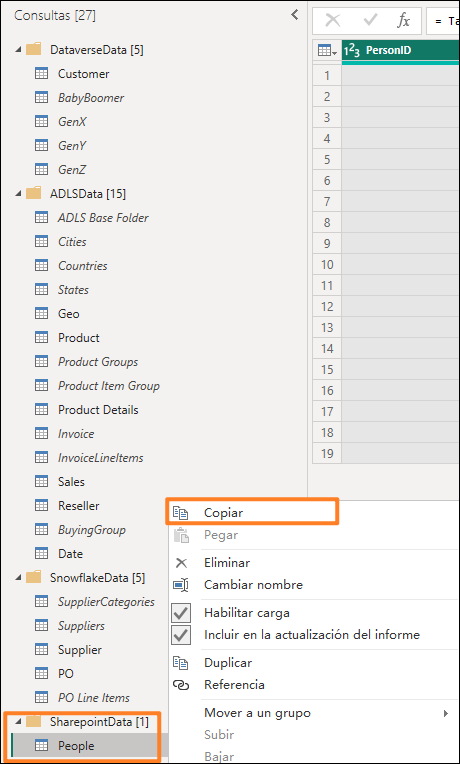 Consultas [27]
DataverseData [5]
Customer
BabyBoomer
GenX
GenY
GenZ
ADLSData [15]
ADLS Base Folder
Cities
Countries
States
Geo
Product
Product Groups
Product Item Group
Product Details
Invoice
InvoiceLineItems
Sales
Reseller
BuyingGroup
Date
SnowflakeData [5]
SupplierCategories
Suppliers
Supplier
PO
PO Line Items
SharepointData [1]
People
fx
= Ta
1²3 PersonID
1
2
3
4
5
6
7
8
9
10
11
12
13
14
15
16
17
18
19
Copiar
Pegar
Eliminar
Cambiar nombre
Habilitar carga
Incluir en la actualización del informe
Duplicar
Referencia
Mover a un grupo
Subir
Bajar